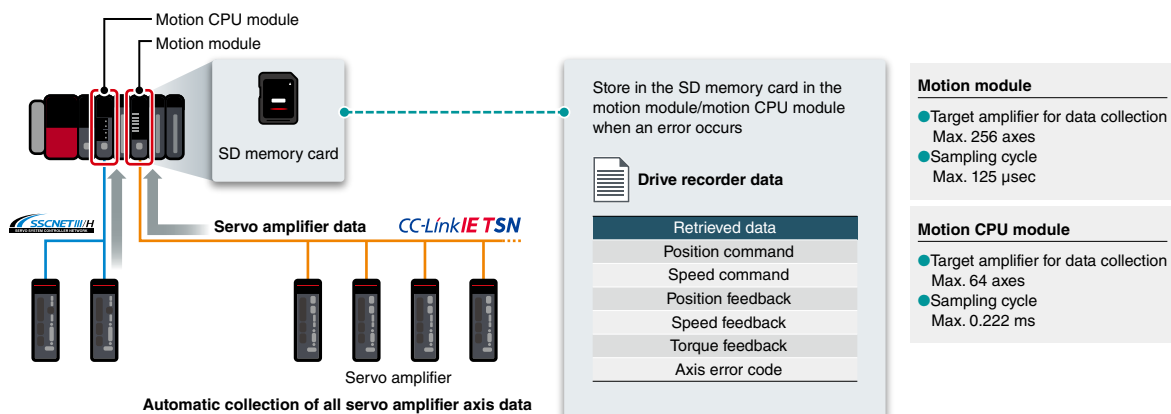 Motion CPU module
Motion module
SD memory card
SSCNETIII/H
SERVO SYSTEM CONTROLLER NETWORK
Servo amplifier data
CC-Link IE TSN
Servo amplifier
Automatic collection of all servo amplifier axis data
Store in the SD memory card in the
motion module/motion CPU module
when an error occurs
Drive recorder data
Retrieved data
Position command
Speed command
Position feedback
Speed feedback
Torque feedback
Axis error code
Motion module
●Target amplifier for data collection
Max. 256 axes
●Sampling cycle
Max. 125 μsec
Motion CPU module
●Target amplifier for data collection
Max. 64 axes
●Sampling cycle
Max. 0.222 ms